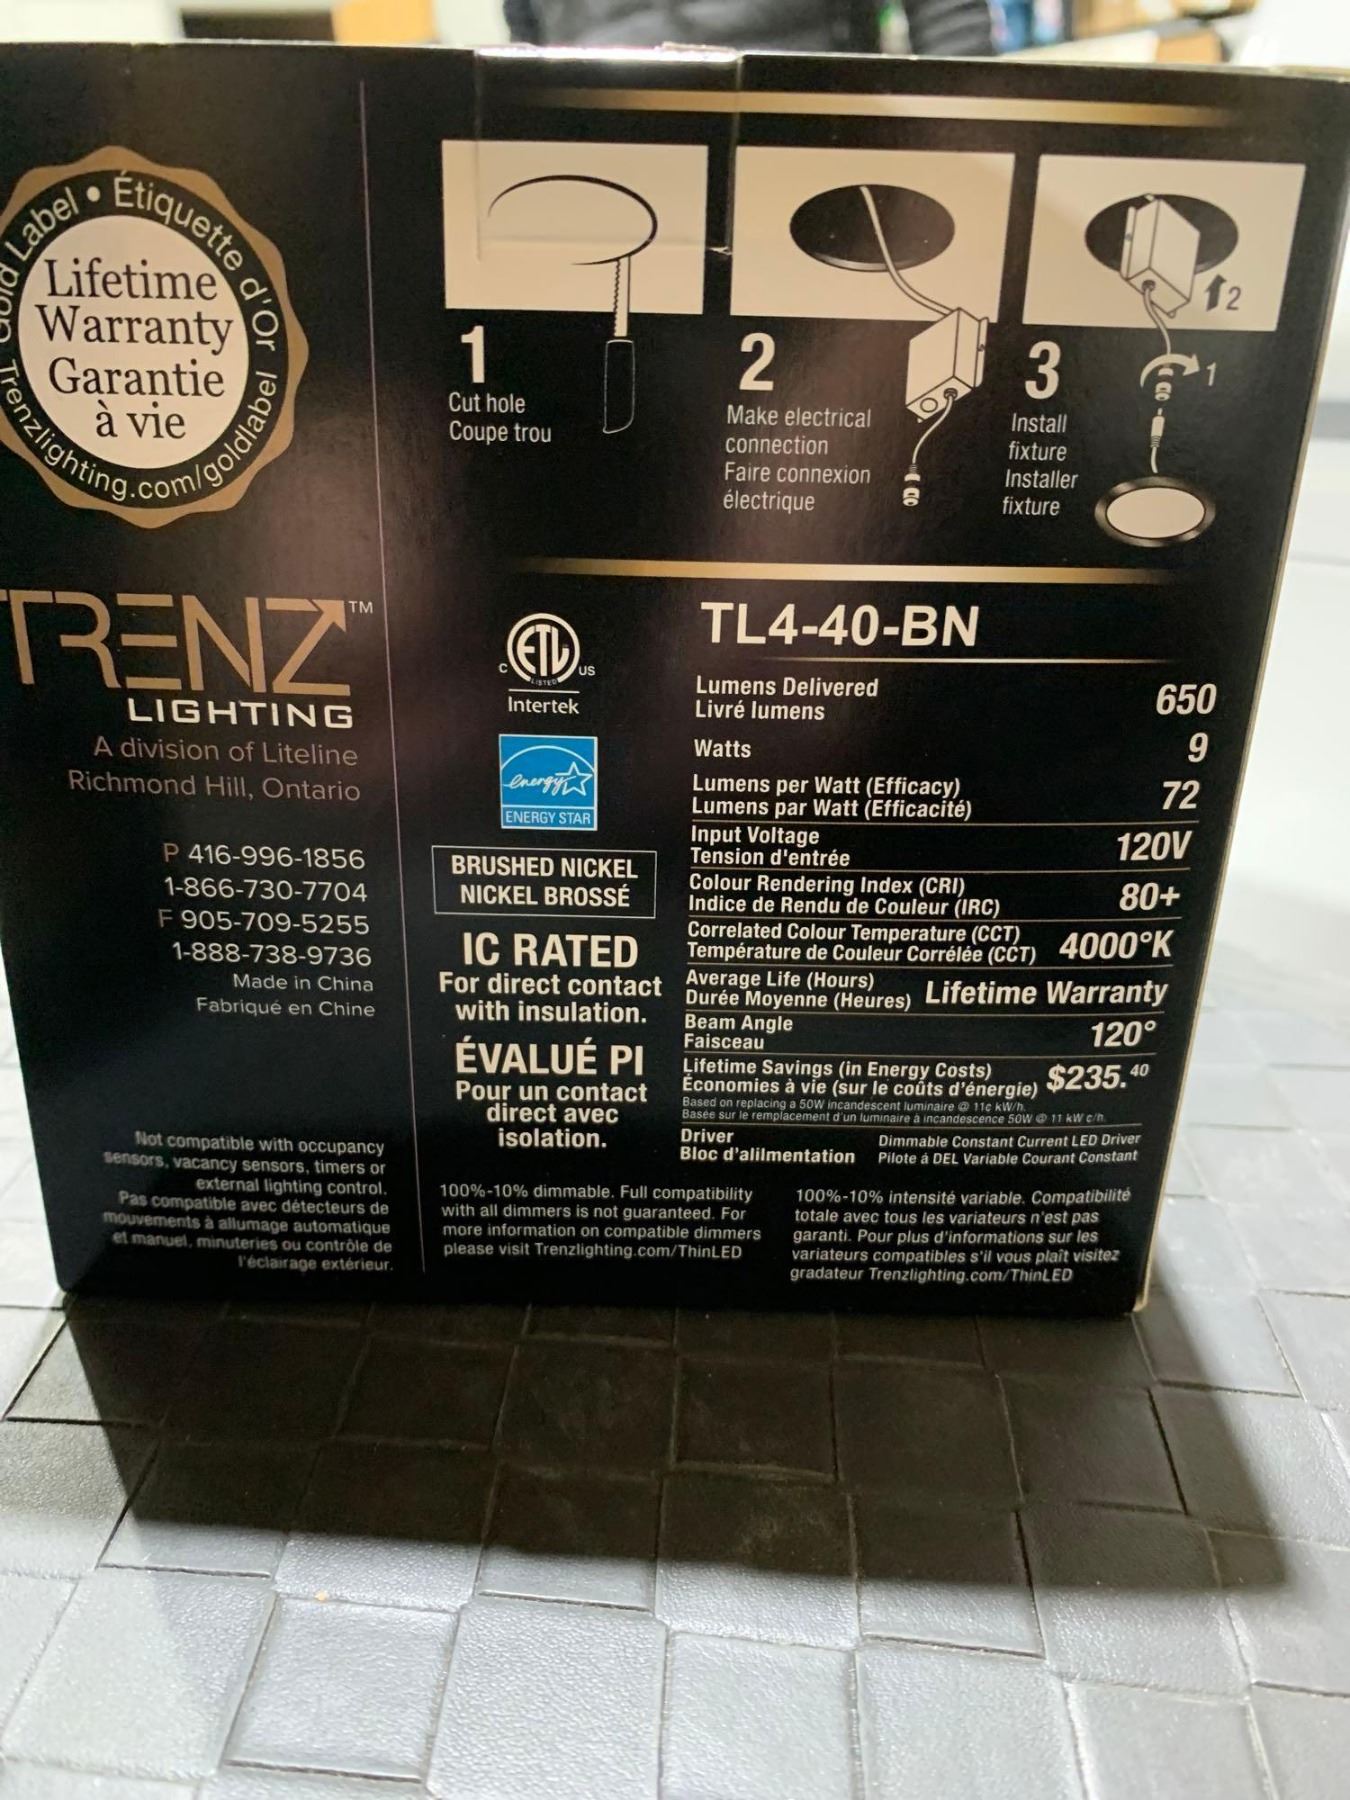 Gold Label • Étiquette d'Or
Lifetime
Warranty
Garantie
à vie
Trenzlighting.com/goldlabel
1
Cut hole
Coupe trou
2
Make electrical
connection
Faire connexion
électrique
3
Install
fixture
Installer
fixture
1
2
TRENZ™
LIGHTING
A division of Liteline
Richmond Hill, Ontario
P 416-996-1856
1-866-730-7704
F 905-709-5255
1-888-738-9736
Made in China
Fabriqué en Chine
Not compatible with occupancy
sensors, vacancy sensors, timers or
external lighting control.
Pas compatible avec détecteurs de
mouvements à allumage automatique
et manuel, minuteries ou contrôle de
l'éclairage extérieur.
C ETL US
LISTED
Intertek
energy
ENERGY STAR
BRUSHED NICKEL
NICKEL BROSSÉ
IC RATED
For direct contact
with insulation.
ÉVALUÉ PI
Pour un contact
direct avec
isolation.
TL4-40-BN
Lumens Delivered
Livré lumens 650
Watts 9
Lumens per Watt (Efficacy)
Lumens par Watt (Efficacité) 72
Input Voltage
Tension d'entrée 120V
Colour Rendering Index (CRI)
Indice de Rendu de Couleur (IRC) 80+
Correlated Colour Temperature (CCT)
Température de Couleur Corrélée (CCT) 4000°K
Average Life (Hours)
Durée Moyenne (Heures) Lifetime Warranty
Beam Angle
Faisceau 120°
Lifetime Savings (in Energy Costs)
Économies à vie (sur le coûts d'énergie) $235.40
Based on replacing a 50W incandescent luminaire @ 11¢ kW/h.
Basée sur le remplacement d'un luminaire à incandescence 50W @ 11 kW c/h.
Driver Dimmable Constant Current LED Driver
Bloc d'alilmentation Pilote á DEL Variable Courant Constant
100%-10% dimmable. Full compatibility
with all dimmers is not guaranteed. For
more information on compatible dimmers
please visit Trenzlighting.com/ThinLED
100%-10% intensité variable. Compatibilité
totale avec tous les variateurs n'est pas
garanti. Pour plus d'informations sur les
variateurs compatibles s'il vous plaît visitez
gradateur Trenzlighting.com/ThinLED